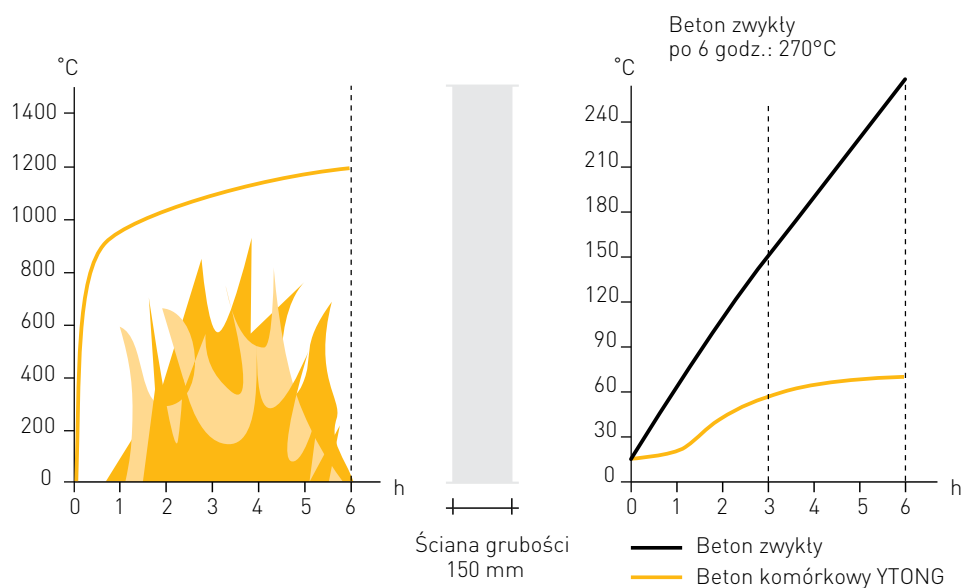 Beton zwykły
po 6 godz.: 270°C
°C
1400
1200
1000
800
600
400
200
0
0 1 2 3 4 5 6 h
Ściana grubości
150 mm
°C
240
210
180
150
120
90
60
30
0
0 1 2 3 4 5 6 h
Beton zwykły
Beton komórkowy YTONG